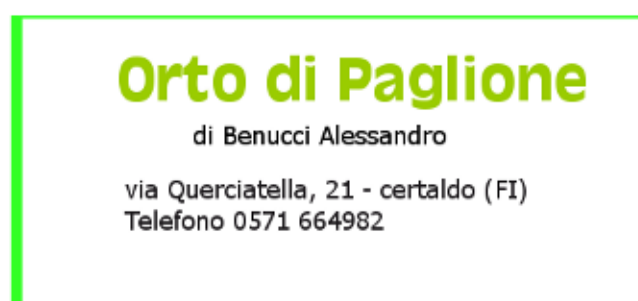 Orto di Paglione
di Benucci Alessandro
via Querciatella, 21 - certaldo (FI)
Telefono 0571 664982